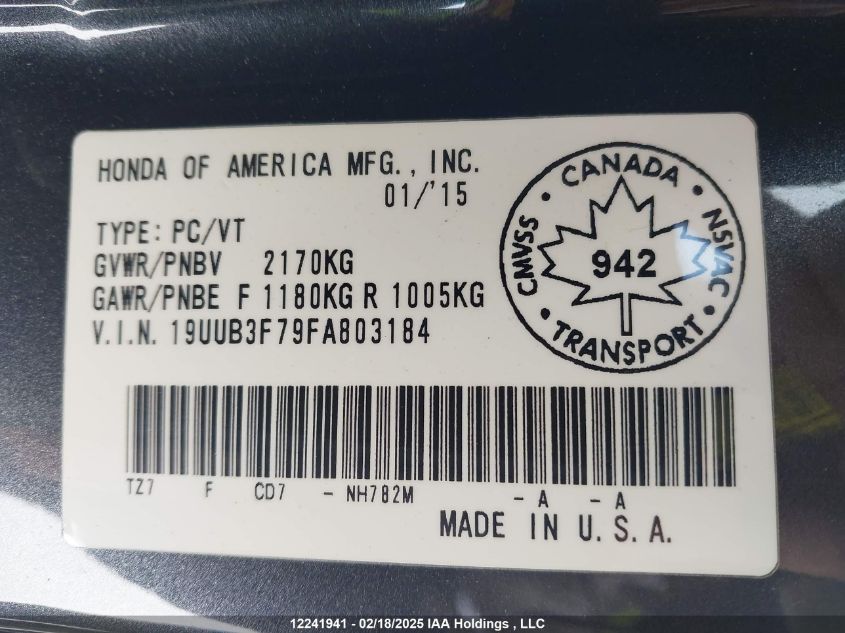 HONDA OF AMERICA MFG., INC.
01/'15
TYPE: PC/VT
GVWR/PNBV 2170KG
GAWR/PNBE F 1180KG R 1005KG
V.I.N. 19UUB3F79FA803184
CANADA
CMVSS
942
NSVAC
TRANSPORT
TZ7 F CD7 - NH782M - A - A
MADE IN U.S.A.
12241941 - 02/18/2025 IAA Holdings , LLC